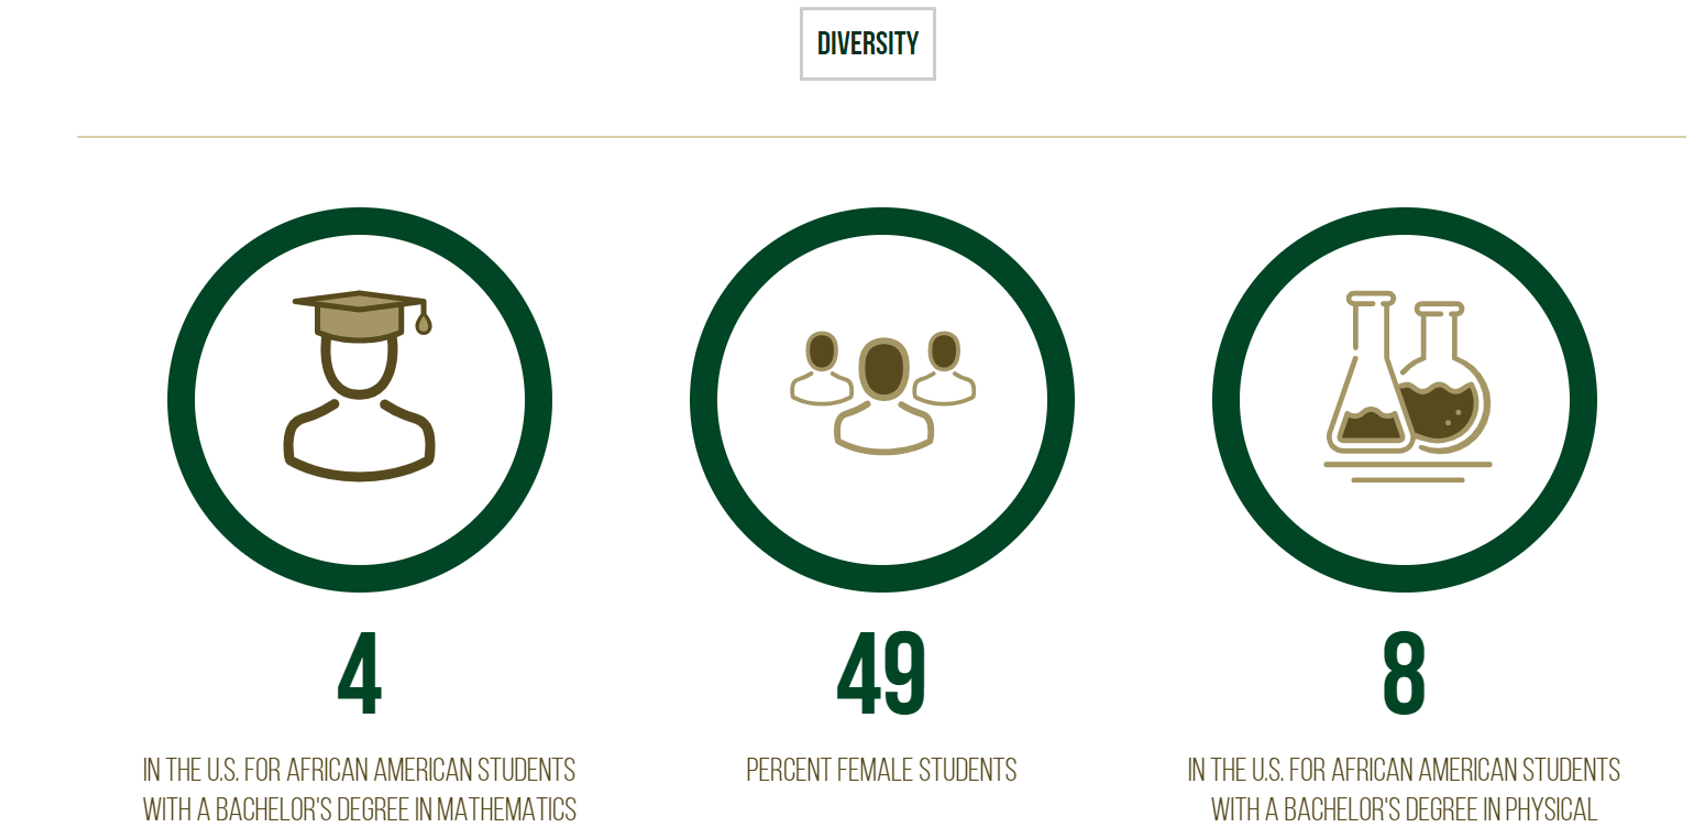 DIVERSITY
4
IN THE U.S. FOR AFRICAN AMERICAN STUDENTS
WITH A BACHELOR'S DEGREE IN MATHEMATICS
49
PERCENT FEMALE STUDENTS
8
IN THE U.S. FOR AFRICAN AMERICAN STUDENTS
WITH A BACHELOR'S DEGREE IN PHYSICAL